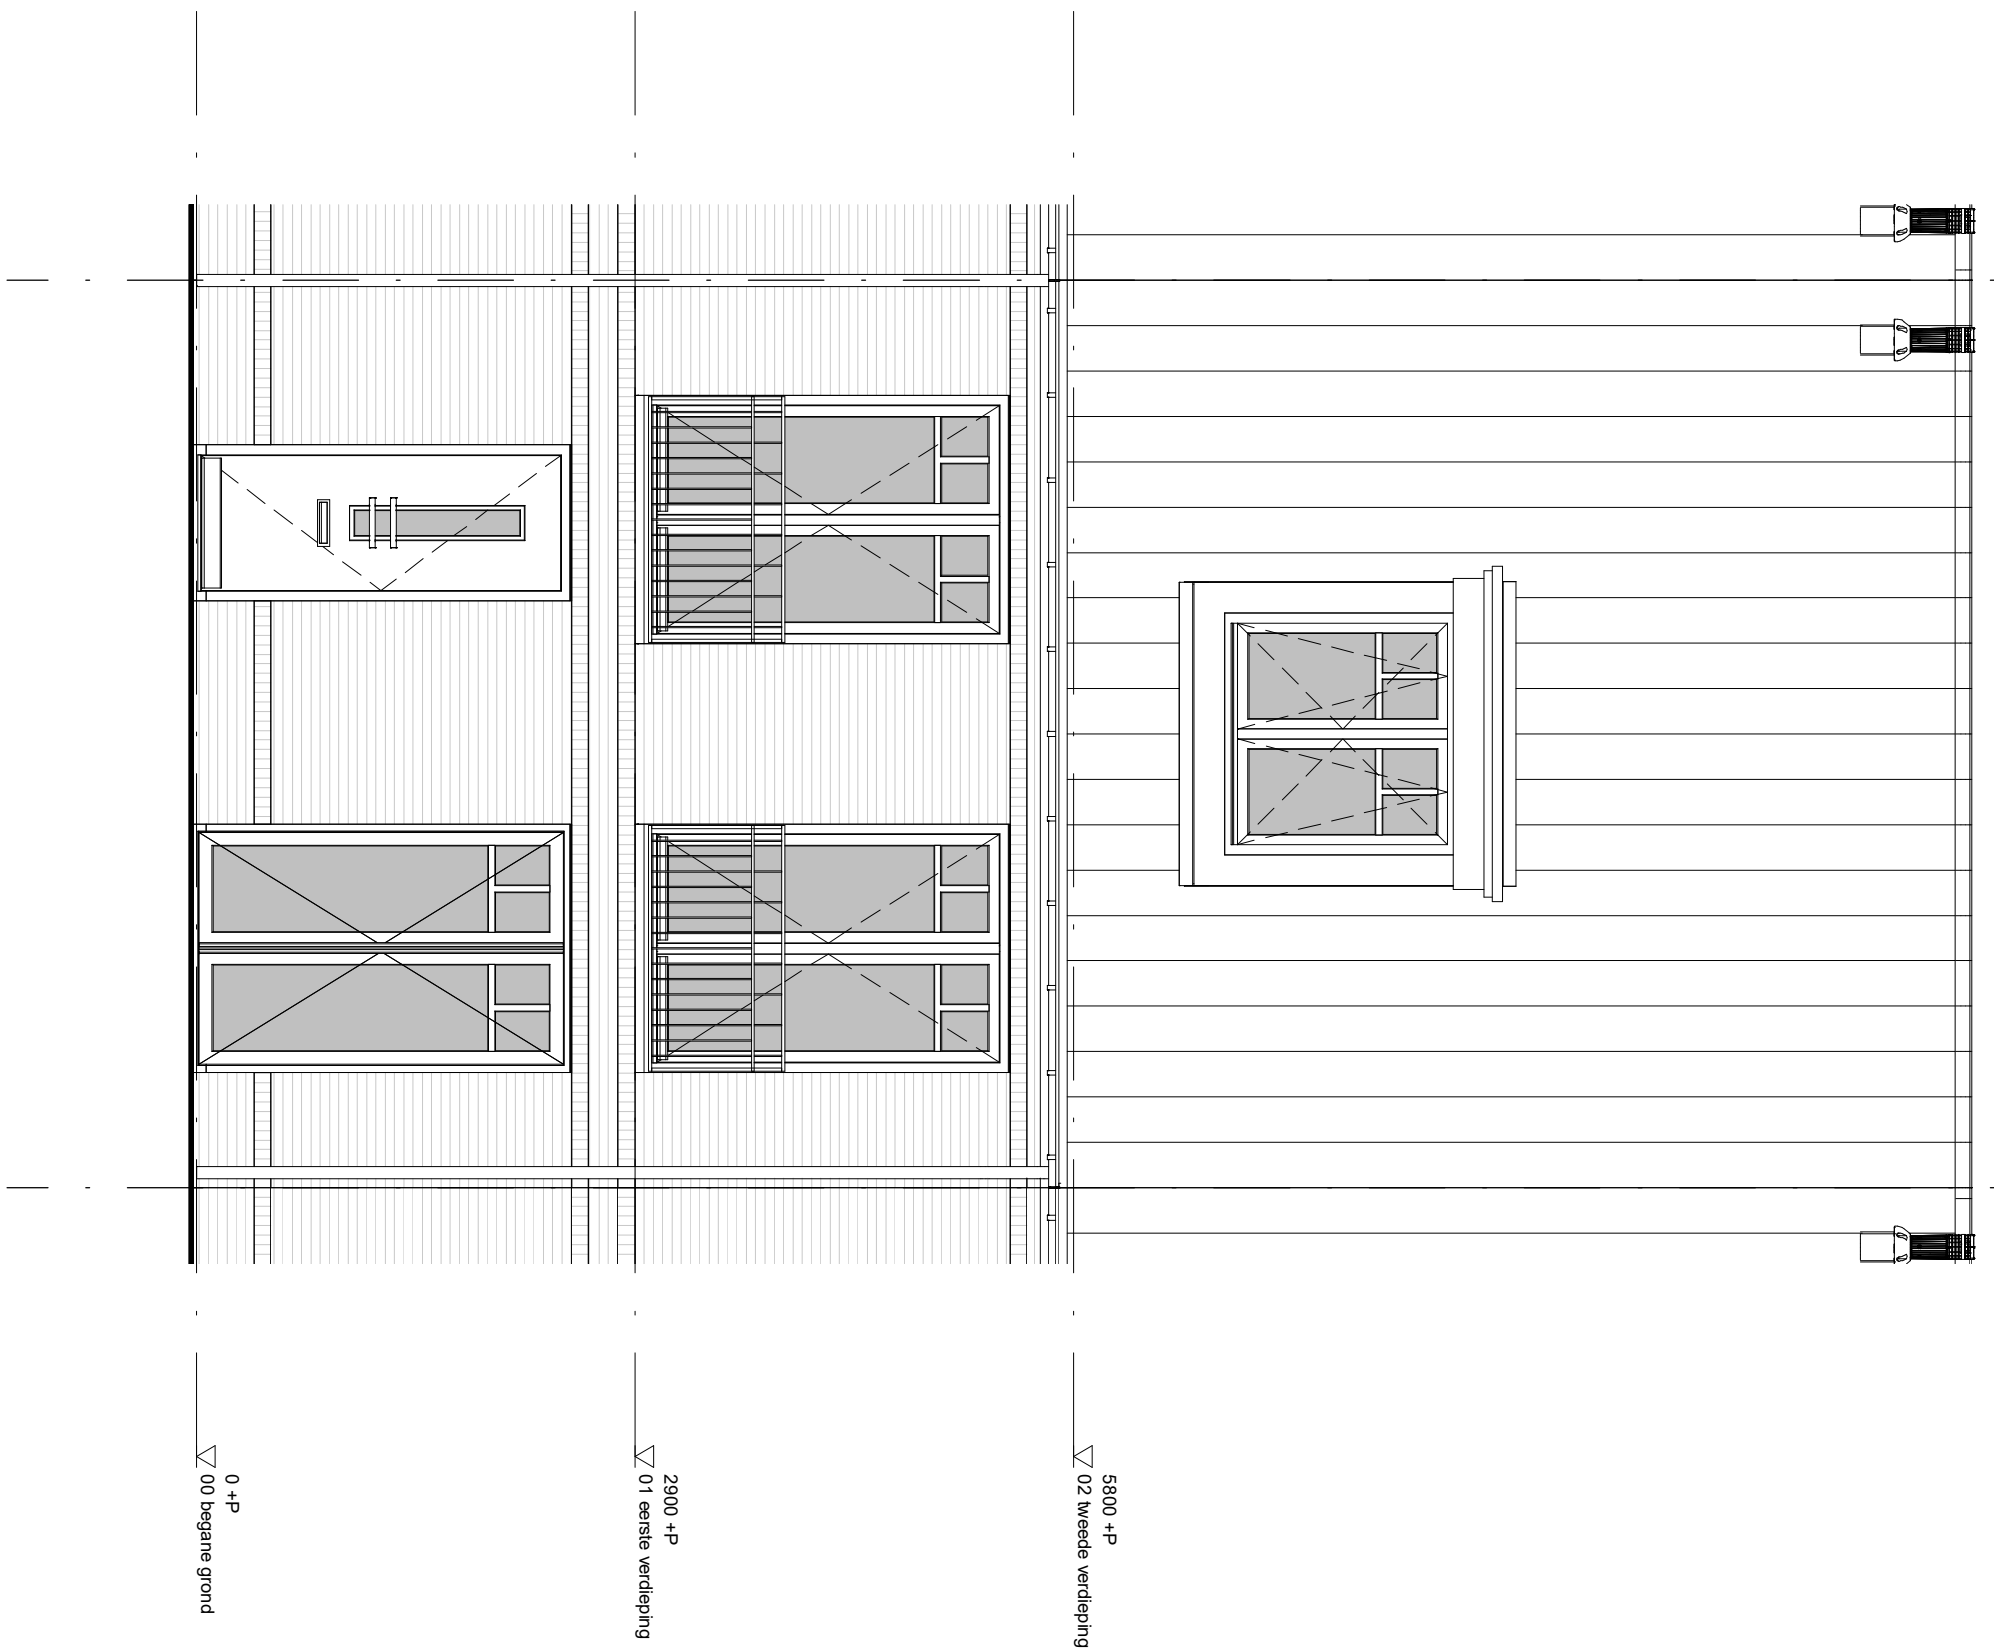 5800 +P
02 tweede verdieping
2900 +P
01 eerste verdieping
0 +P
00 begane grond